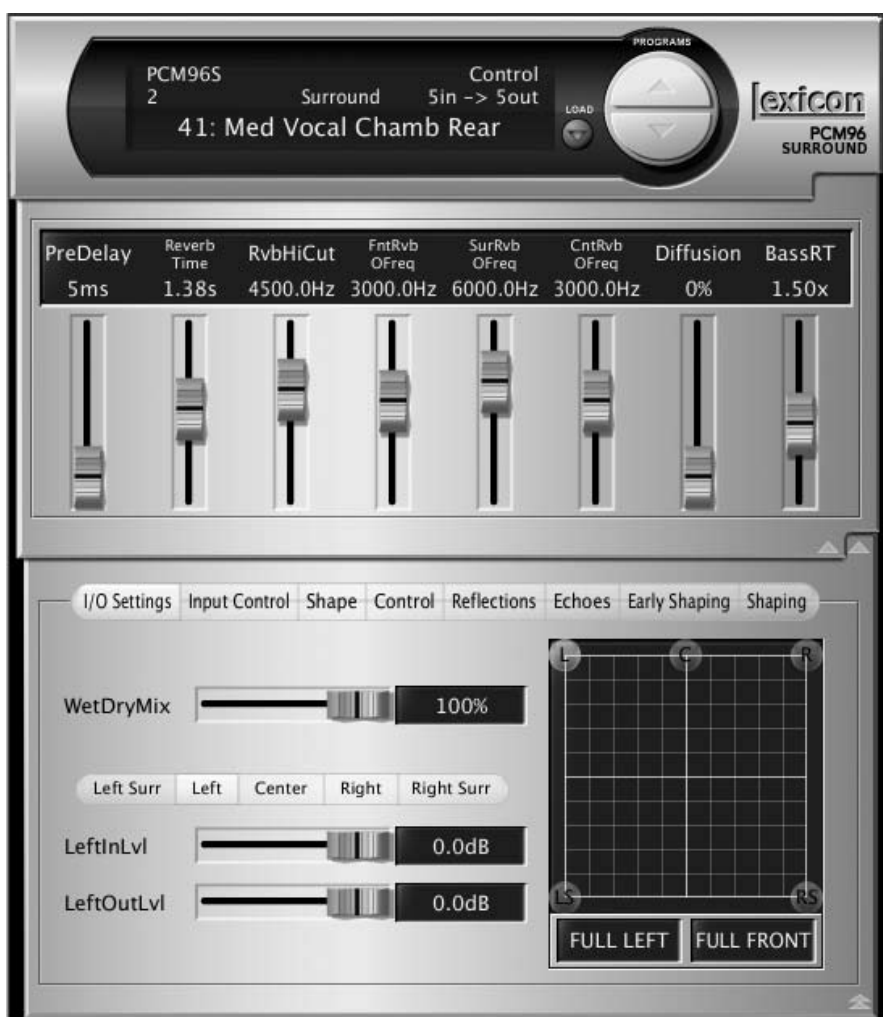 PROGRAMS
PCM96S Control
2 Surround 5in -> 5out
41: Med Vocal Chamb Rear
LOAD
lexicon
PCM96
SURROUND
PreDelay Reverb Time RvbHiCut FntRvb OFreq SurRvb OFreq CntRvb OFreq Diffusion BassRT
5ms 1.38s 4500.0Hz 3000.0Hz 6000.0Hz 3000.0Hz 0% 1.50x
I/O Settings Input Control Shape Control Reflections Echoes Early Shaping Shaping
L C R
WetDryMix 100%
Left Surr Left Center Right Right Surr
LeftInLvl 0.0dB
LeftOutLvl 0.0dB
LS RS
FULL LEFT FULL FRONT